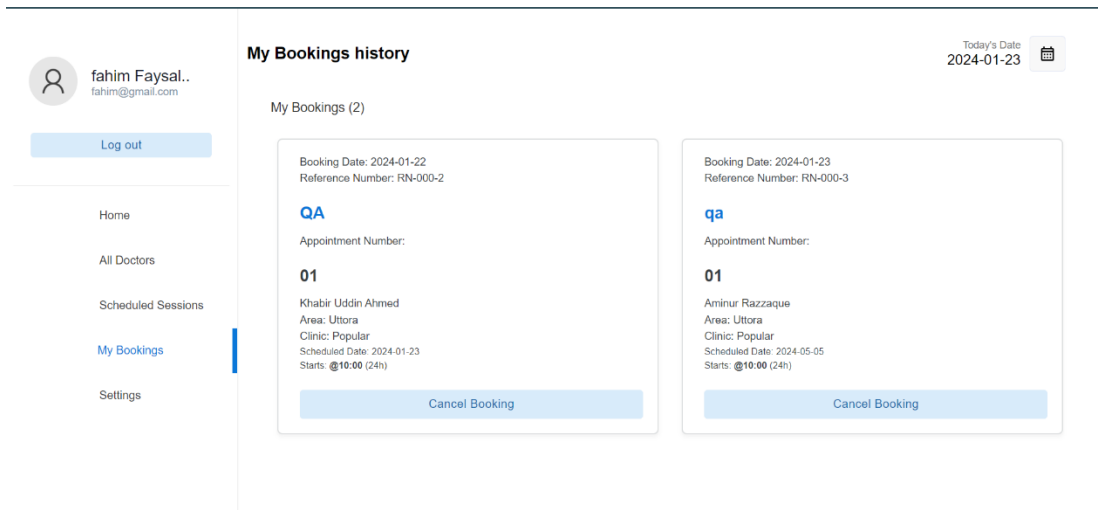 fahim Faysal..
fahim@gmail.com
Log out
Home
All Doctors
Scheduled Sessions
My Bookings
Settings
My Bookings history
Today's Date
2024-01-23
My Bookings (2)
Booking Date: 2024-01-22
Reference Number: RN-000-2
QA
Appointment Number:
01
Khabir Uddin Ahmed
Area: Uttora
Clinic: Popular
Scheduled Date: 2024-01-23
Starts: @10:00 (24h)
Cancel Booking
Booking Date: 2024-01-23
Reference Number: RN-000-3
qa
Appointment Number:
01
Aminur Razzaque
Area: Uttora
Clinic: Popular
Scheduled Date: 2024-05-05
Starts: @10:00 (24h)
Cancel Booking